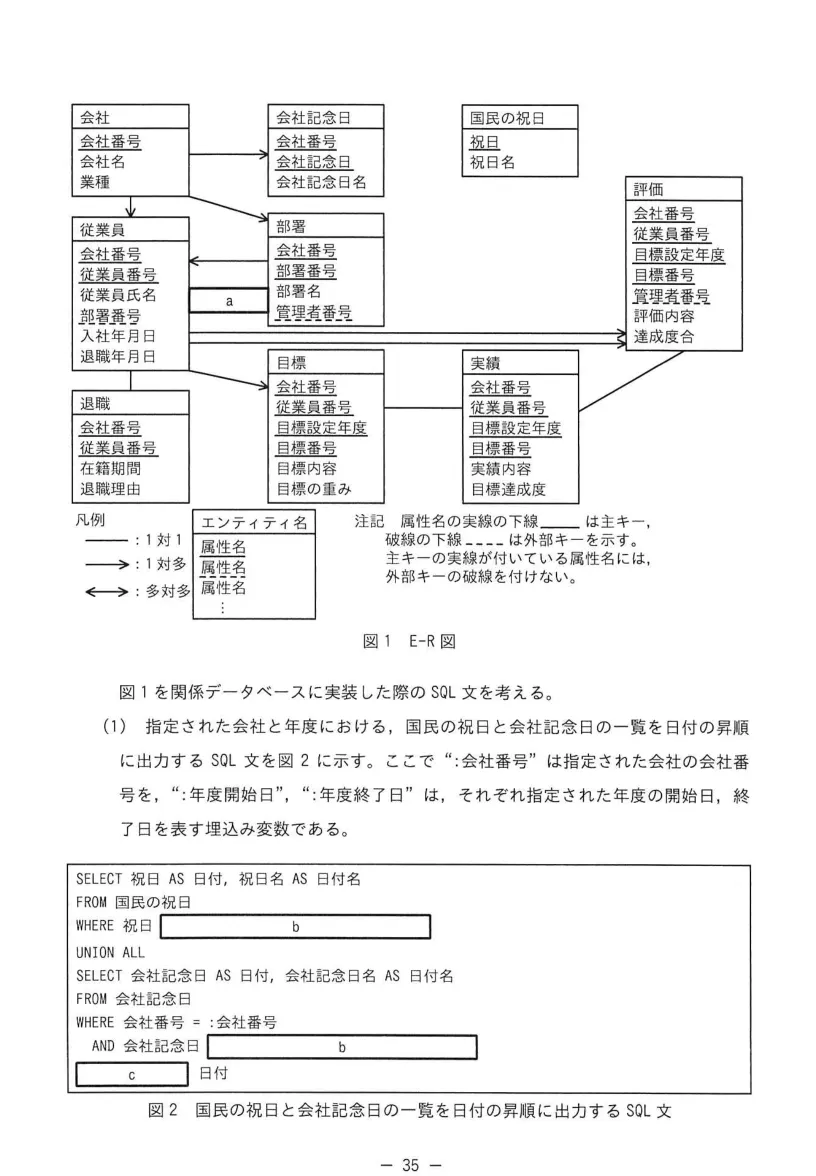 会社
会社番号
会社名
業種
会社記念日
会社番号
会社記念日
会社記念日名
国民の祝日
祝日
祝日名
評価
会社番号
従業員番号
目標設定年度
目標番号
管理者番号
評価内容
達成度合
従業員
会社番号
従業員番号
従業員氏名
部署番号
入社年月日
退職年月日
部署
会社番号
部署番号
部署名
管理者番号
a
退職
会社番号
従業員番号
在籍期間
退職理由
目標
会社番号
従業員番号
目標設定年度
目標番号
目標内容
目標の重み
実績
会社番号
従業員番号
目標設定年度
目標番号
実績内容
目標達成度
凡例
:1対1
:1対多
:多対多
エンティティ名
属性名
属性名
属性名
⋮
注記 属性名の実線の下線____は主キー,
破線の下線----は外部キーを示す。
主キーの実線が付いている属性名には,
外部キーの破線を付けない。
図1 E-R図
図1を関係データベースに実装した際のSQL文を考える。
(1) 指定された会社と年度における,国民の祝日と会社記念日の一覧を日付の昇順
に出力するSQL文を図2に示す。ここで“:会社番号”は指定された会社の会社番
号を,“:年度開始日”,“:年度終了日”は,それぞれ指定された年度の開始日,終
了日を表す埋込み変数である。
SELECT 祝日 AS 日付, 祝日名 AS 日付名
FROM 国民の祝日
WHERE 祝日 b
UNION ALL
SELECT 会社記念日 AS 日付, 会社記念日名 AS 日付名
FROM 会社記念日
WHERE 会社番号 = :会社番号
AND 会社記念日 b
c 日付
図2 国民の祝日と会社記念日の一覧を日付の昇順に出力するSQL文
— 35 —